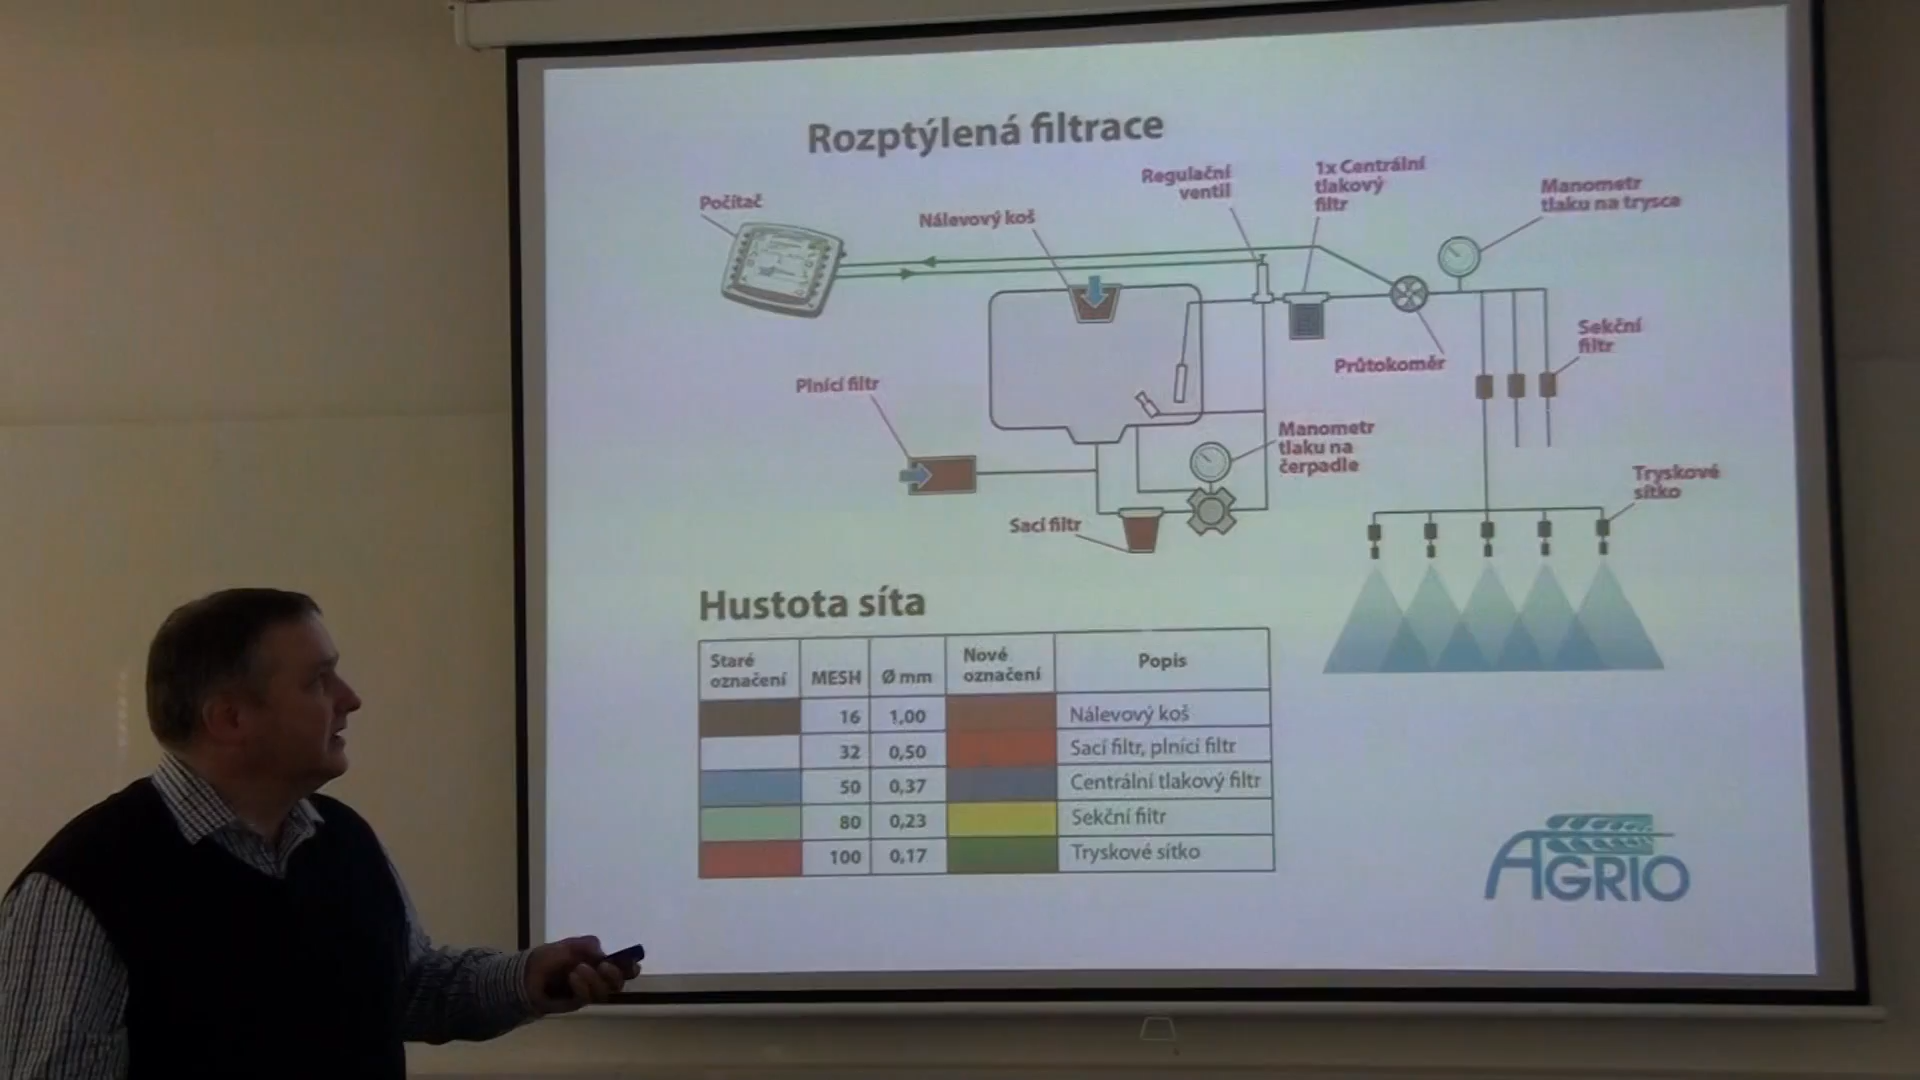 Rozptýlená filtrace
Počítač
Nálevový koš
Regulační
ventil
1x Centrální
tlakový
filtr
Manometr
tlaku na trysce
Plnící filtr
Průtokoměr
Sekční
filtr
Manometr
tlaku na
čerpadle
Sací filtr
Tryskové
sítko
Hustota síta
Staré označení MESH Ø mm Nové označení Popis
16 1,00 Nálevový koš
32 0,50 Sací filtr, plnící filtr
50 0,37 Centrální tlakový filtr
80 0,23 Sekční filtr
100 0,17 Tryskové sítko
AGRIO